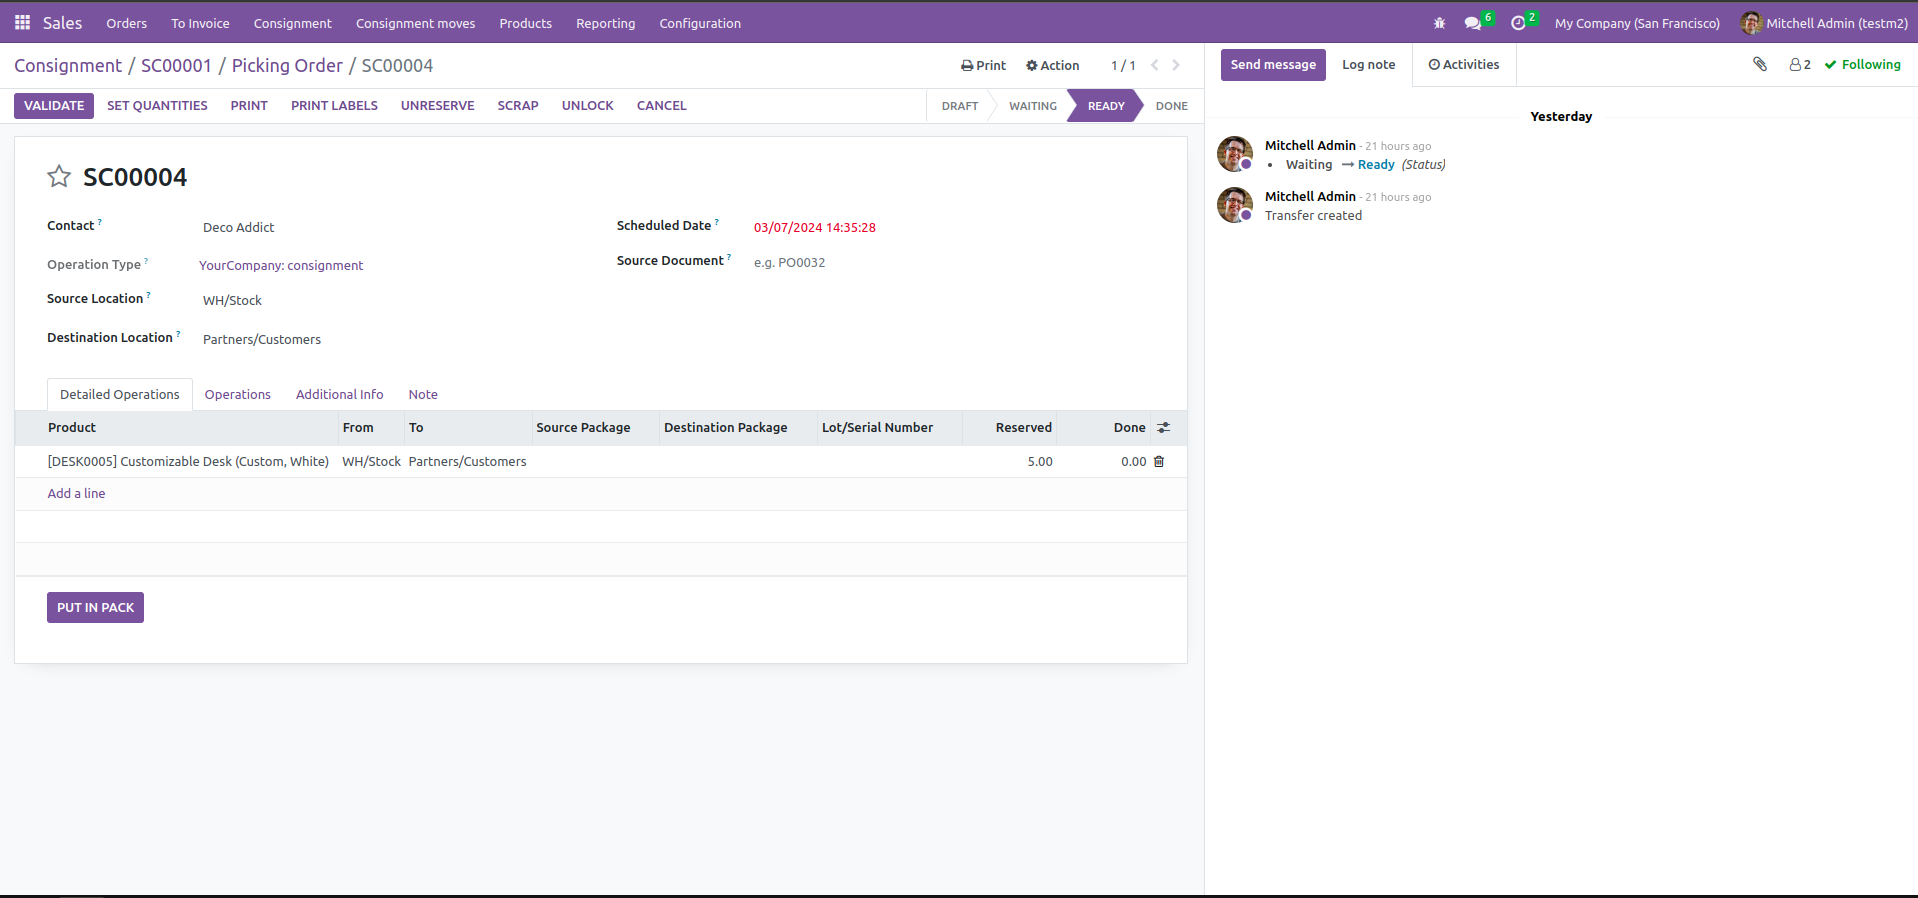 Sales Orders To Invoice Consignment Consignment moves Products Reporting Configuration 6 2 My Company (San Francisco) Mitchell Admin (testm2)
Consignment / SC00001 / Picking Order / SC00004 Print Action 1 / 1
Send message Log note Activities 2 Following
VALIDATE SET QUANTITIES PRINT PRINT LABELS UNRESERVE SCRAP UNLOCK CANCEL DRAFT WAITING READY DONE
SC00004
Contact ? Deco Addict
Scheduled Date ? 03/07/2024 14:35:28
Operation Type ? YourCompany: consignment
Source Document ? e.g. PO0032
Source Location ? WH/Stock
Destination Location ? Partners/Customers
Detailed Operations Operations Additional Info Note
Product From To Source Package Destination Package Lot/Serial Number Reserved Done
[DESK0005] Customizable Desk (Custom, White) WH/Stock Partners/Customers 5.00 0.00
Add a line
PUT IN PACK
Yesterday
Mitchell Admin - 21 hours ago
• Waiting → Ready (Status)
Mitchell Admin - 21 hours ago
Transfer created